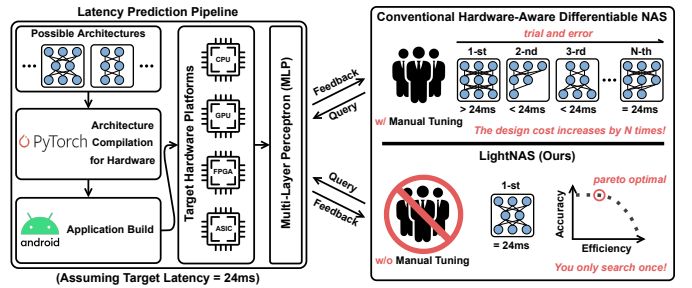 Latency Prediction Pipeline
Possible Architectures
... ...
PyTorch
Architecture
Compilation
for Hardware
android
Application Build
Target Hardware Platforms
CPU
GPU
FPGA
ASIC
Multi-Layer Perceptron (MLP)
(Assuming Target Latency = 24ms)
Feedback
Query
Query
Feedback
Conventional Hardware-Aware Differentiable NAS
trial and error
1-st 2-nd 3-rd N-th
...
> 24ms < 24ms < 24ms = 24ms
w/ Manual Tuning
The design cost increases by N times!
LightNAS (Ours)
1-st
= 24ms
w/o Manual Tuning
pareto optimal
Accuracy
Efficiency
You only search once!